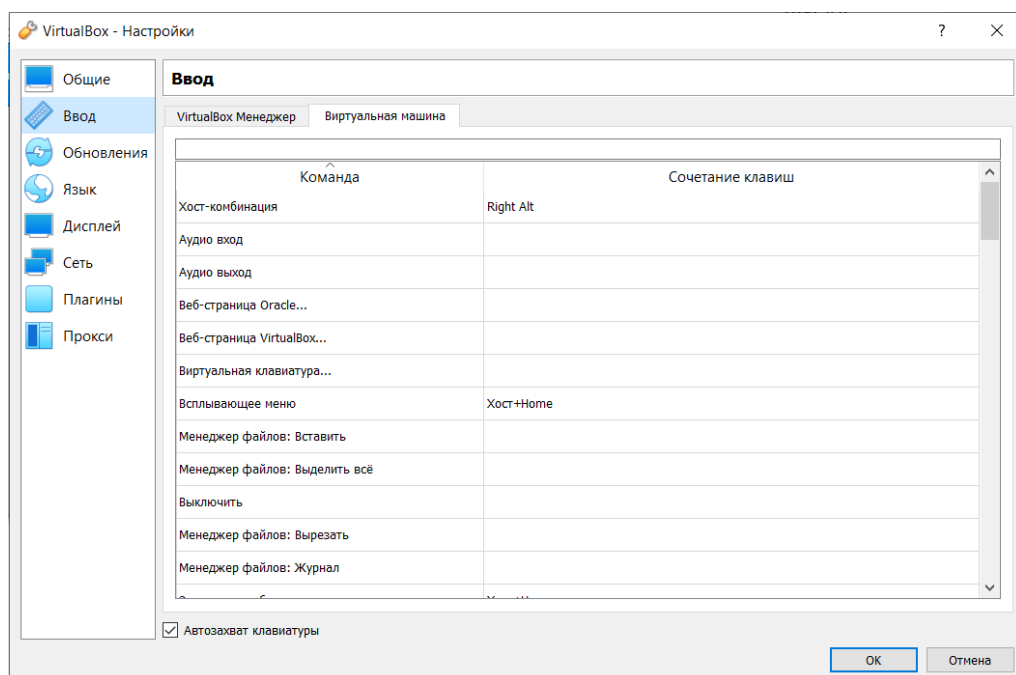 VirtualBox - Настройки
?
Общие
Ввод
Обновления
Язык
Дисплей
Сеть
Плагины
Прокси
Ввод
VirtualBox Менеджер Виртуальная машина
Команда Сочетание клавиш
Хост-комбинация Right Alt
Аудио вход
Аудио выход
Веб-страница Oracle...
Веб-страница VirtualBox...
Виртуальная клавиатура...
Всплывающее меню Хост+Home
Менеджер файлов: Вставить
Менеджер файлов: Выделить всё
Выключить
Менеджер файлов: Вырезать
Менеджер файлов: Журнал
Автозахват клавиатуры
OK Отмена